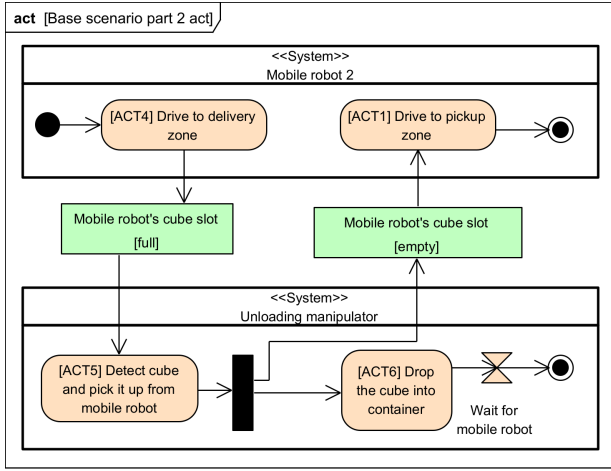 act [Base scenario part 2 act]
<<System>>
Mobile robot 2
[ACT4] Drive to delivery
zone
[ACT1] Drive to pickup
zone
Mobile robot's cube slot
[full]
Mobile robot's cube slot
[empty]
<<System>>
Unloading manipulator
[ACT5] Detect cube
and pick it up from
mobile robot
[ACT6] Drop
the cube into
container
Wait for
mobile robot